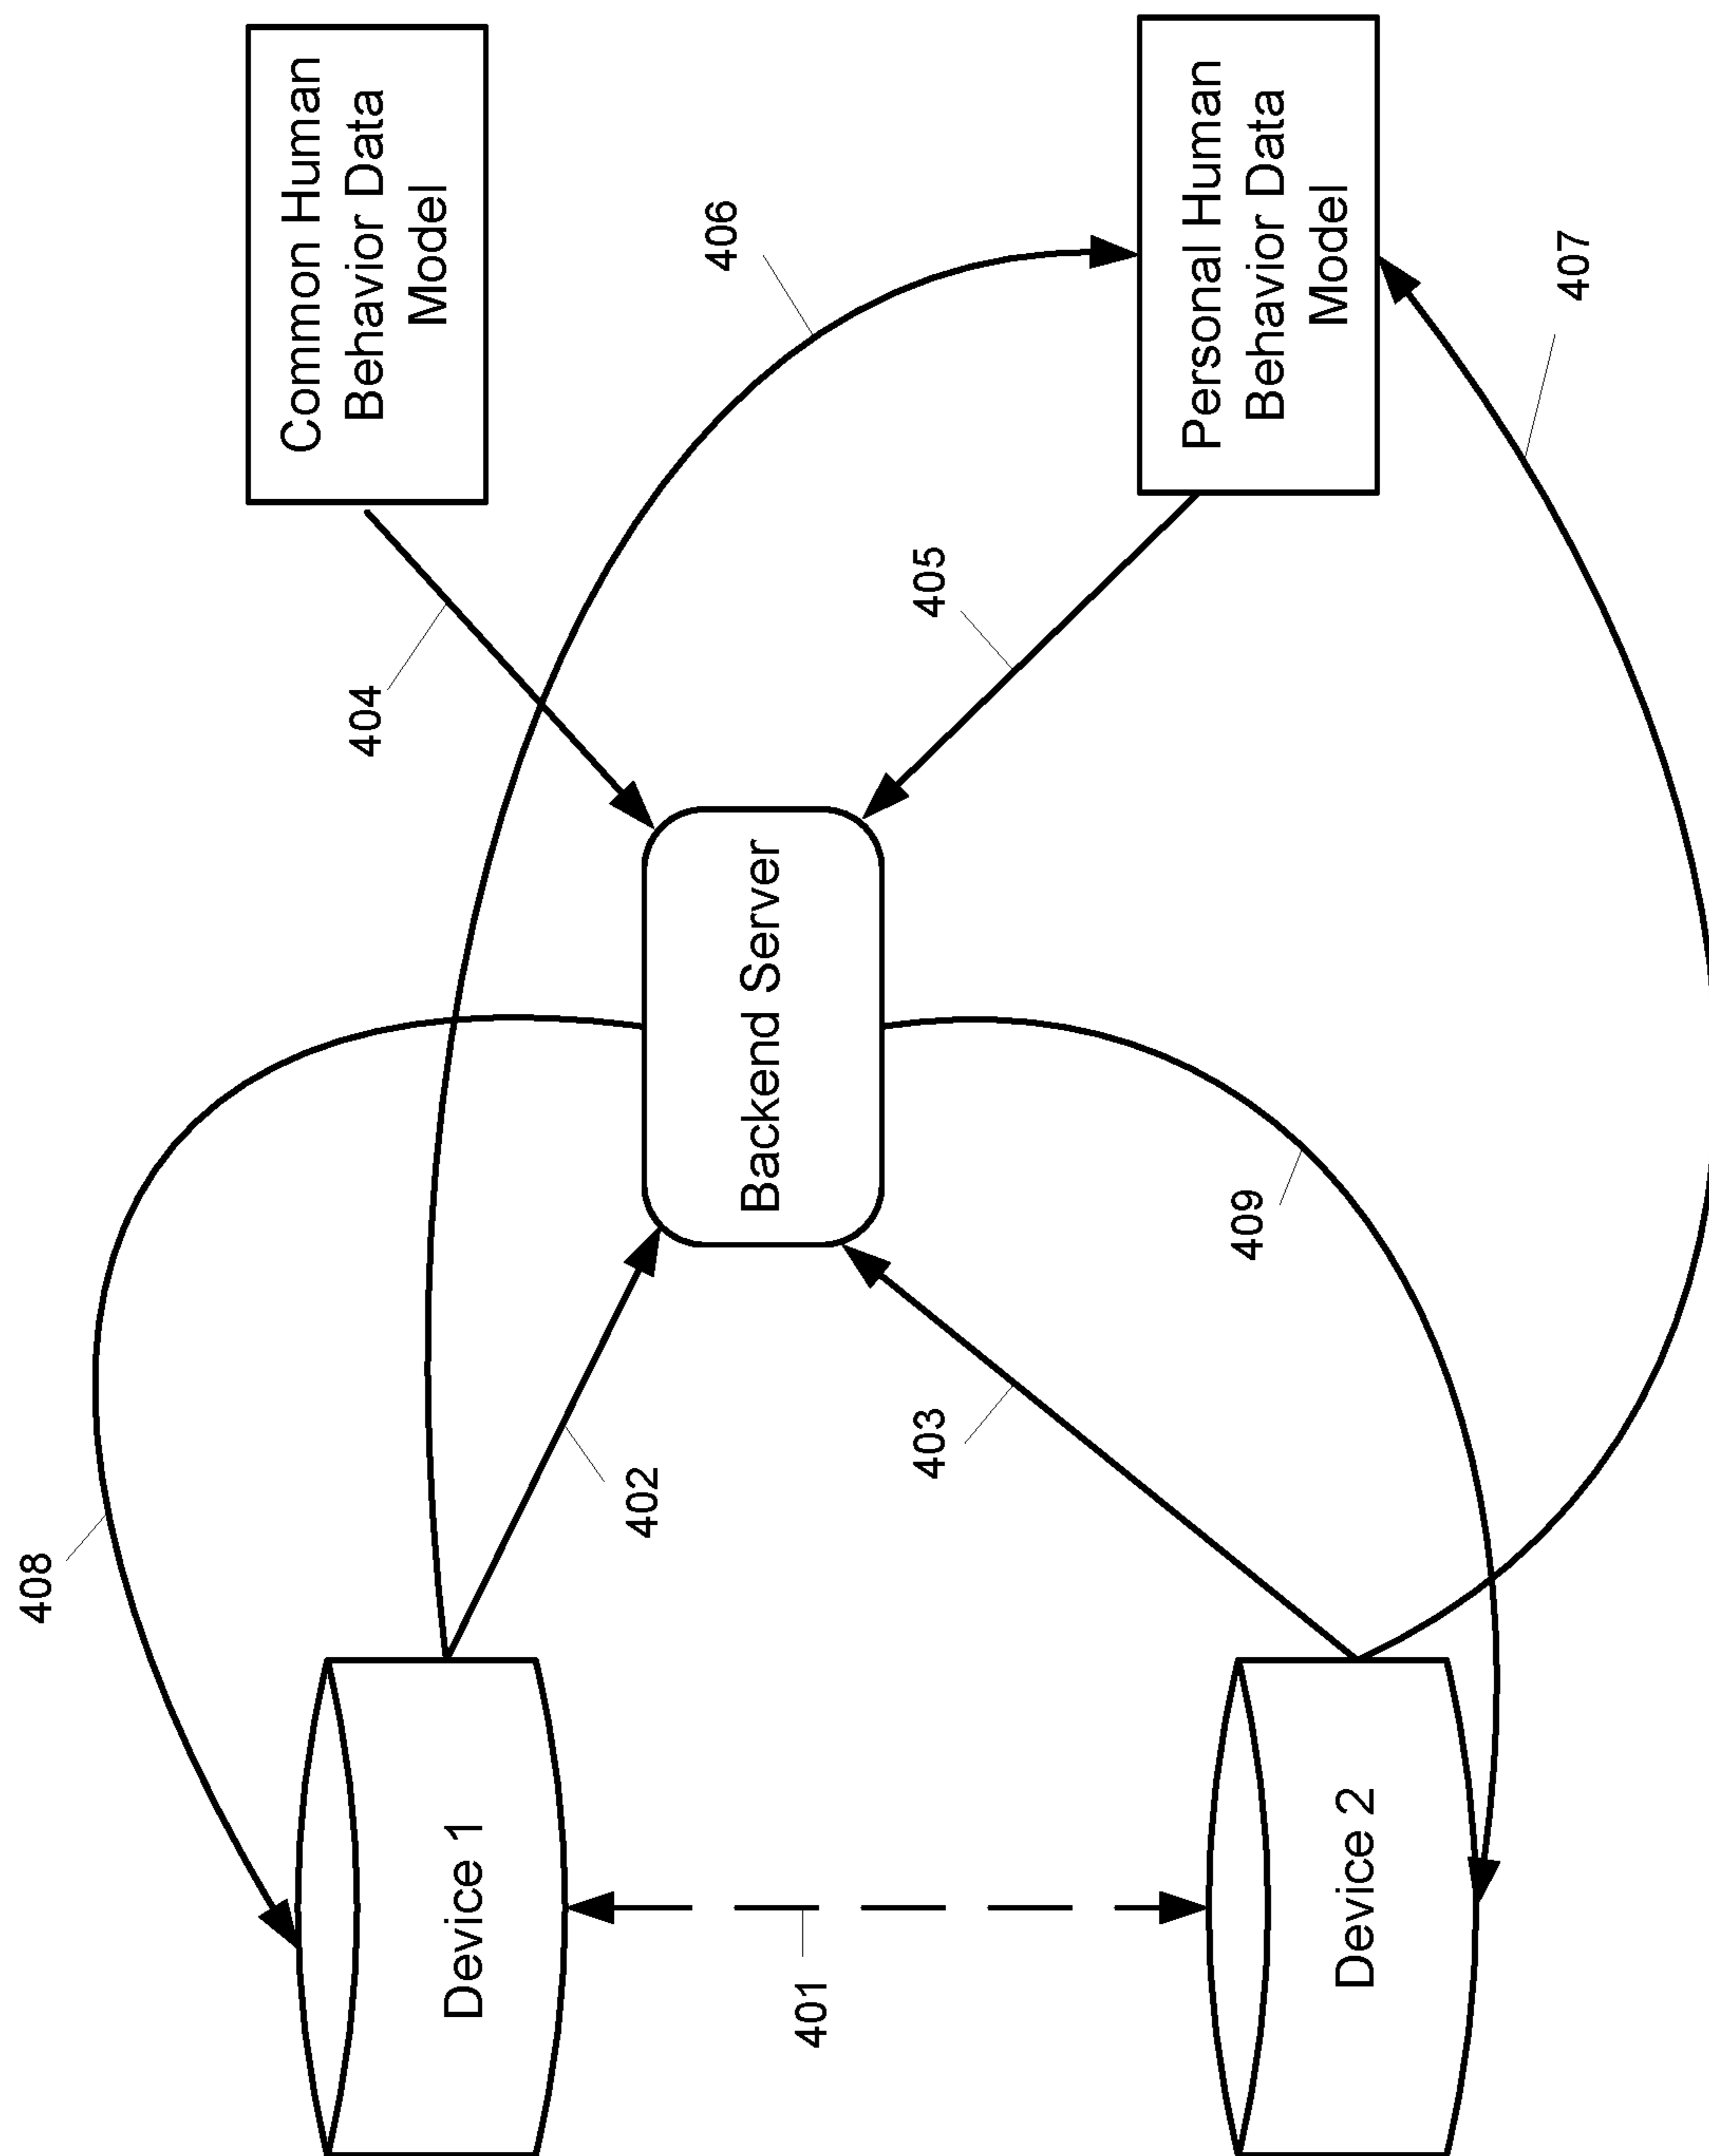 408
Common Human
Behavior Data
Model
404
Device 1
402
406
Backend Server
401
403
405
Personal Human
Behavior Data
Model
409
Device 2
407